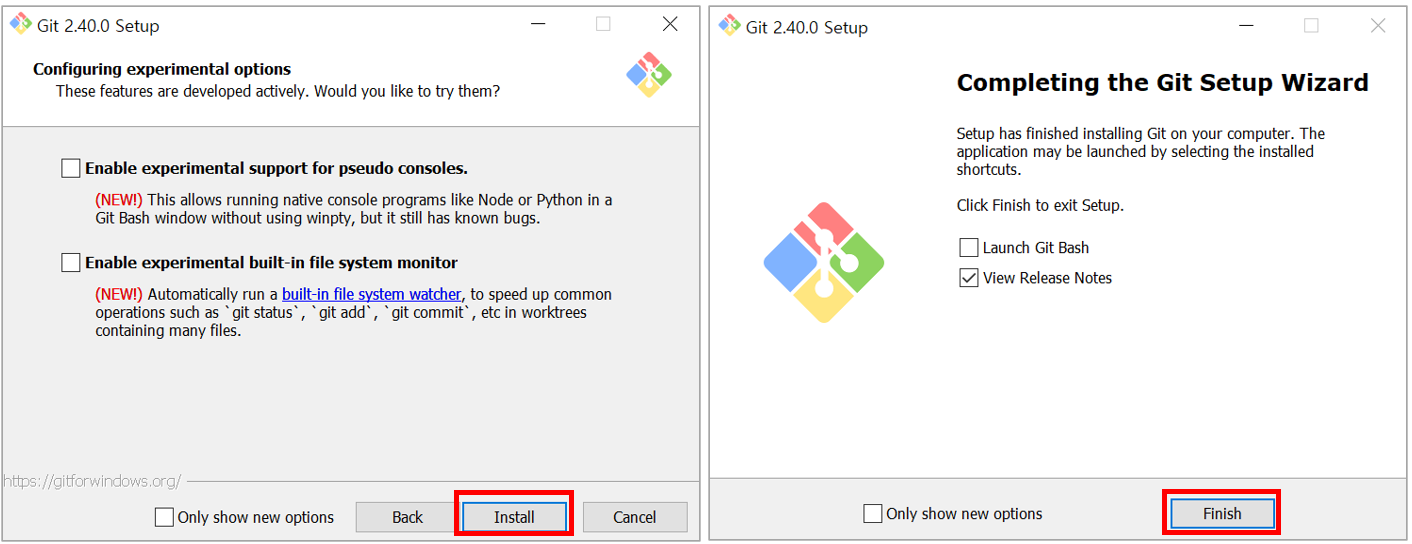 Git 2.40.0 Setup
Configuring experimental options
These features are developed actively. Would you like to try them?
Enable experimental support for pseudo consoles.
(NEW!) This allows running native console programs like Node or Python in a
Git Bash window without using winpty, but it still has known bugs.
Enable experimental built-in file system monitor
(NEW!) Automatically run a built-in file system watcher, to speed up common
operations such as `git status`, `git add`, `git commit`, etc in worktrees
containing many files.
https://gitforwindows.org/
Only show new options
Back
Install
Cancel
Git 2.40.0 Setup
Completing the Git Setup Wizard
Setup has finished installing Git on your computer. The
application may be launched by selecting the installed
shortcuts.
Click Finish to exit Setup.
Launch Git Bash
View Release Notes
Only show new options
Finish